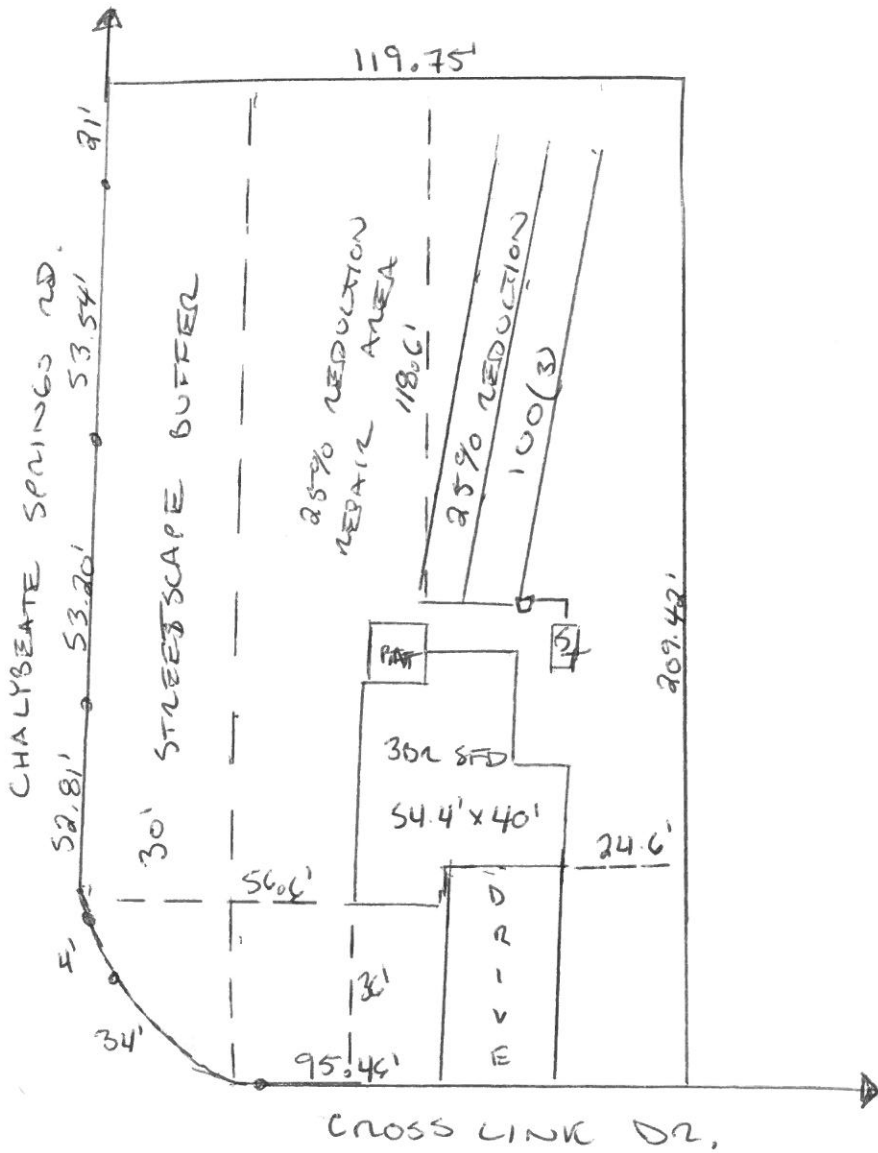 119.75'
21'
53.54'
53.20'
52.81'
4'
34'
CHALYBEATE SPRINGS RD.
30' STREETSCAPE BUFFER
25% REDUCTION
REPAIR AREA
118.6'
25% REDUCTION
100(3)
209.42'
S
PAT
3BR SFD
54.4' x 40'
24.6'
56.6'
36'
DRIVE
95.46'
CROSS LINK DR.